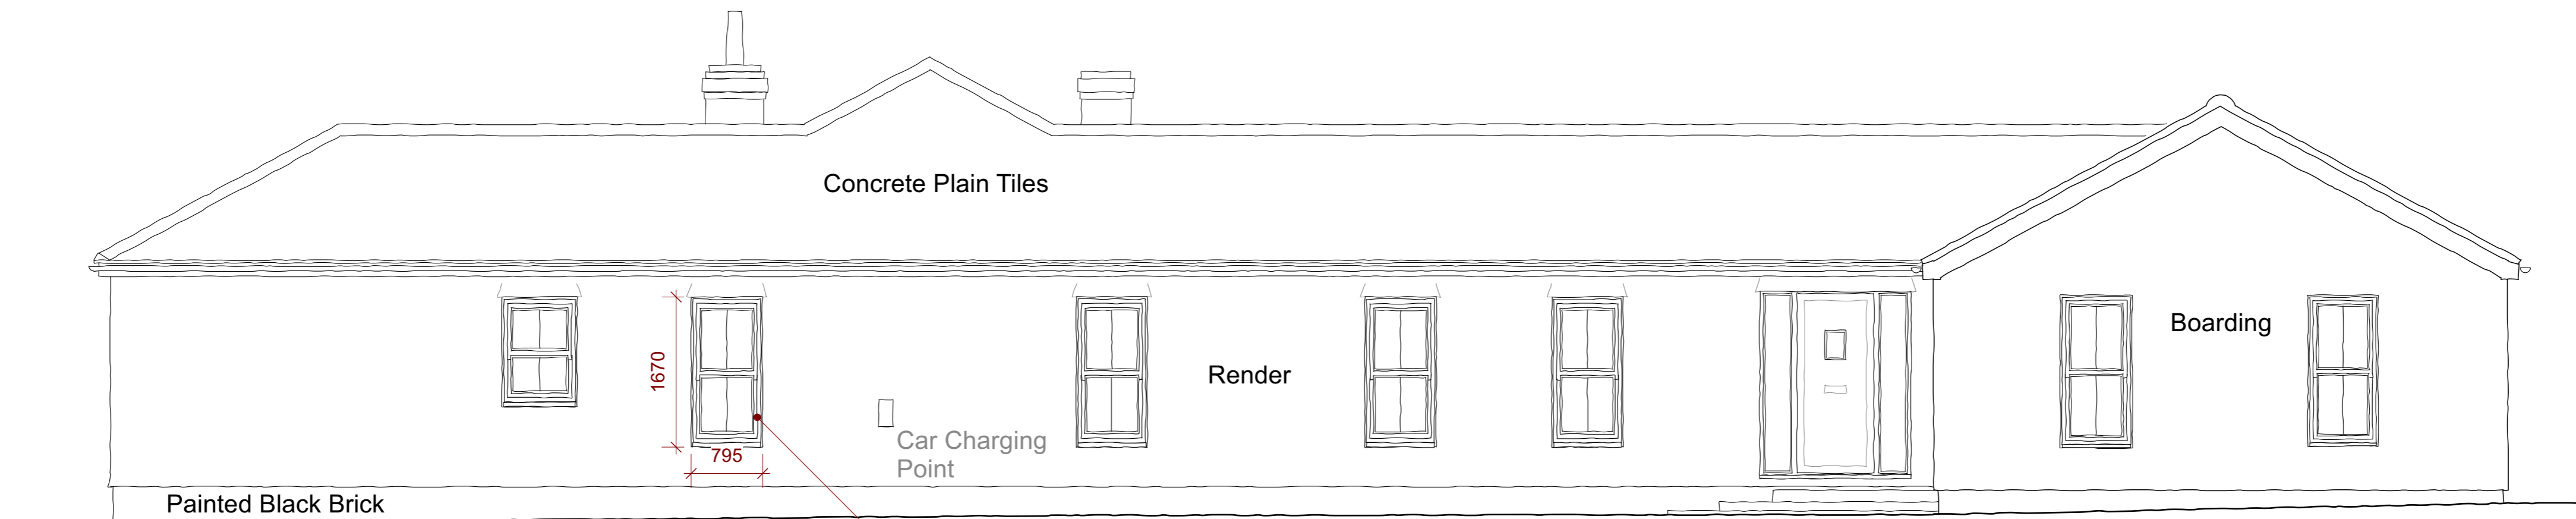 Concrete Plain Tiles
Boarding
1670
Render
Car Charging
Point
795
Painted Black Brick